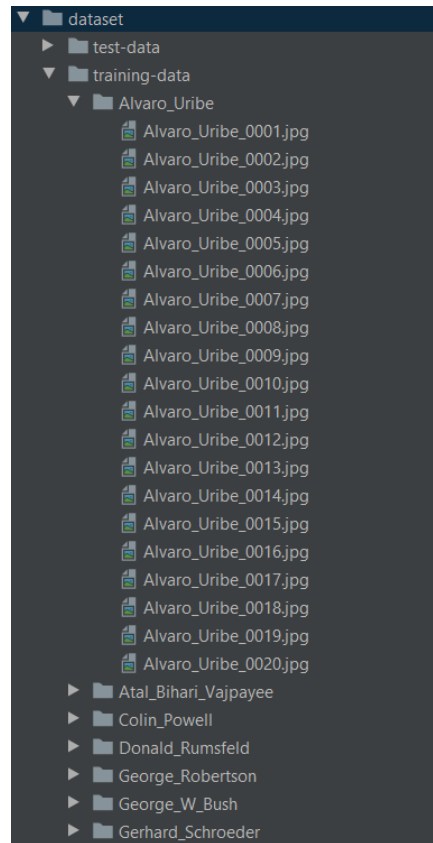 dataset
test-data
training-data
Alvaro_Uribe
Alvaro_Uribe_0001.jpg
Alvaro_Uribe_0002.jpg
Alvaro_Uribe_0003.jpg
Alvaro_Uribe_0004.jpg
Alvaro_Uribe_0005.jpg
Alvaro_Uribe_0006.jpg
Alvaro_Uribe_0007.jpg
Alvaro_Uribe_0008.jpg
Alvaro_Uribe_0009.jpg
Alvaro_Uribe_0010.jpg
Alvaro_Uribe_0011.jpg
Alvaro_Uribe_0012.jpg
Alvaro_Uribe_0013.jpg
Alvaro_Uribe_0014.jpg
Alvaro_Uribe_0015.jpg
Alvaro_Uribe_0016.jpg
Alvaro_Uribe_0017.jpg
Alvaro_Uribe_0018.jpg
Alvaro_Uribe_0019.jpg
Alvaro_Uribe_0020.jpg
Atal_Bihari_Vajpayee
Colin_Powell
Donald_Rumsfeld
George_Robertson
George_W_Bush
Gerhard_Schroeder